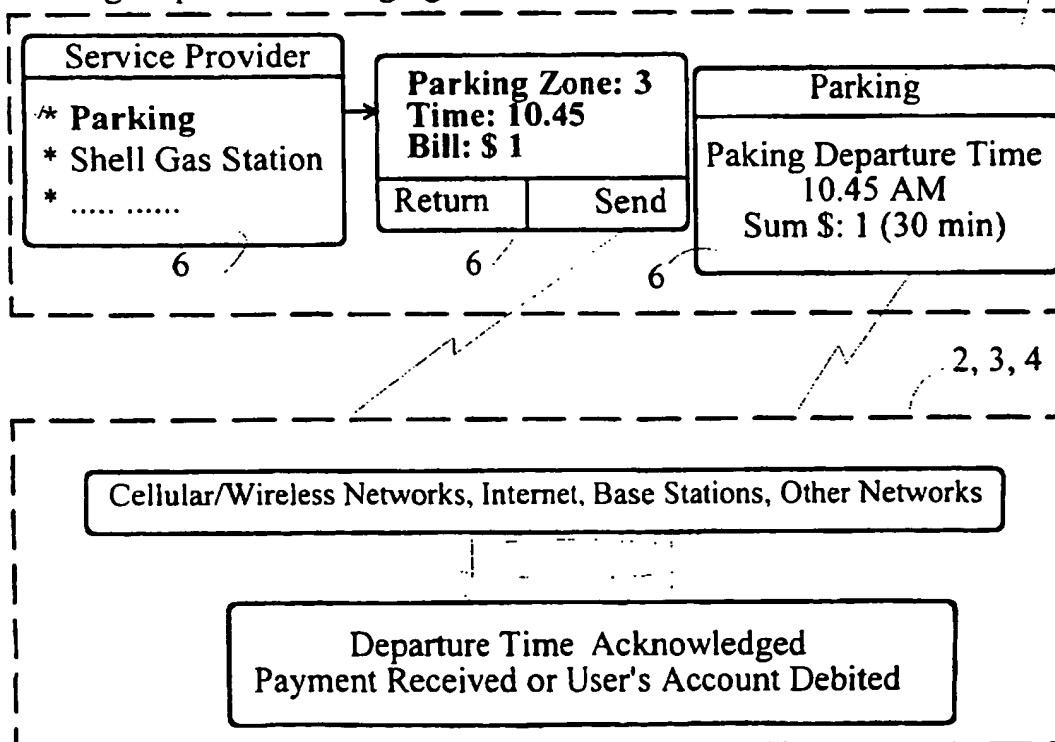 Service Provider
* Parking
* Shell Gas Station
* ..... ......
6
Parking Zone: 3
Time: 10.45
Bill: $ 1
Return Send
6
Parking
Paking Departure Time
10.45 AM
Sum $: 1 (30 min)
6
2, 3, 4
Cellular/Wireless Networks, Internet, Base Stations, Other Networks
Departure Time Acknowledged
Payment Received or User's Account Debited